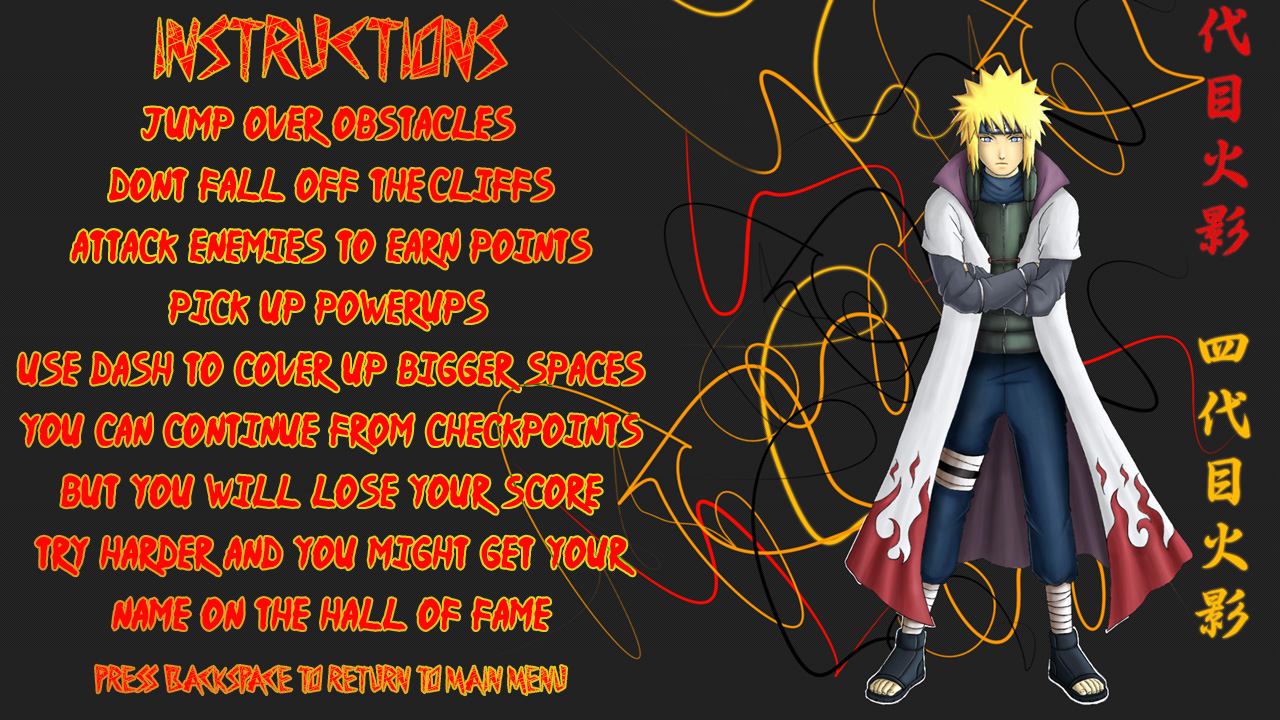 INSTRUCTIONS
JUMP OVER OBSTACLES
DONT FALL OFF THE CLIFFS
ATTACK ENEMIES TO EARN POINTS
PICK UP POWERUPS
USE DASH TO COVER UP BIGGER SPACES
YOU CAN CONTINUE FROM CHECKPOINTS
BUT YOU WILL LOSE YOUR SCORE
TRY HARDER AND YOU MIGHT GET YOUR
NAME ON THE HALL OF FAME
PRESS BACKSPACE TO RETURN TO MAIN MENU
代目火影
四代目火影